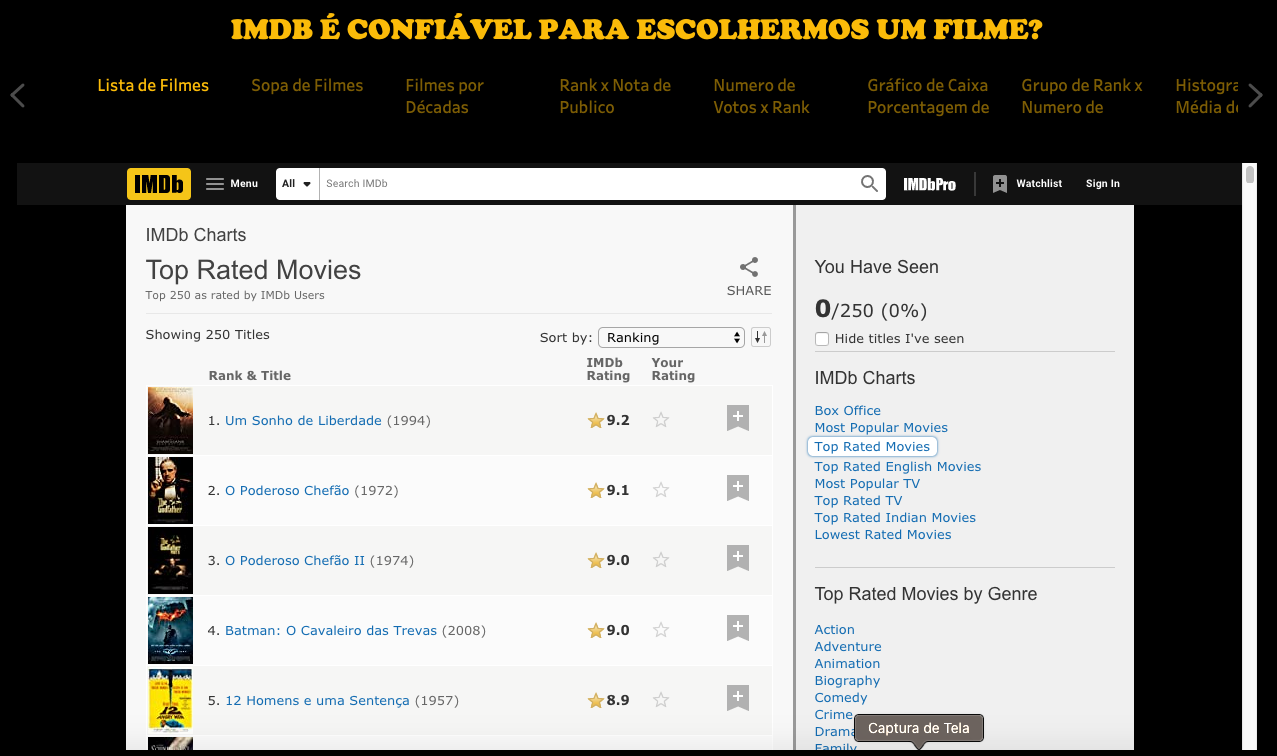 IMDB É CONFIÁVEL PARA ESCOLHERMOS UM FILME?
Lista de Filmes
Sopa de Filmes
Filmes por
Décadas
Rank x Nota de
Publico
Numero de
Votos x Rank
Gráfico de Caixa
Porcentagem de
Grupo de Rank x
Numero de
Histogra
Média de
IMDb
Menu
All
Search IMDb
IMDbPro
Watchlist
Sign In
IMDb Charts
Top Rated Movies
Top 250 as rated by IMDb Users
SHARE
Showing 250 Titles
Sort by: Ranking
Rank & Title
IMDb
Rating
Your
Rating
1. Um Sonho de Liberdade (1994) 9.2
2. O Poderoso Chefão (1972) 9.1
3. O Poderoso Chefão II (1974) 9.0
4. Batman: O Cavaleiro das Trevas (2008) 9.0
5. 12 Homens e uma Sentença (1957) 8.9
You Have Seen
0/250 (0%)
Hide titles I've seen
IMDb Charts
Box Office
Most Popular Movies
Top Rated Movies
Top Rated English Movies
Most Popular TV
Top Rated TV
Top Rated Indian Movies
Lowest Rated Movies
Top Rated Movies by Genre
Action
Adventure
Animation
Biography
Comedy
Crime
Drama
Family
Captura de Tela